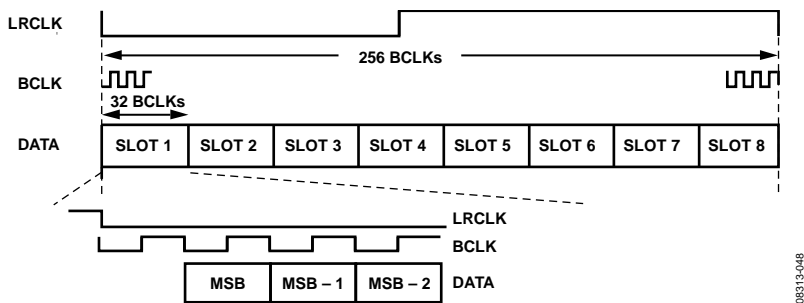 LRCLK
256 BCLKs
BCLK
32 BCLKs
DATA SLOT 1 SLOT 2 SLOT 3 SLOT 4 SLOT 5 SLOT 6 SLOT 7 SLOT 8
LRCLK
BCLK
MSB MSB – 1 MSB – 2 DATA
08313-048